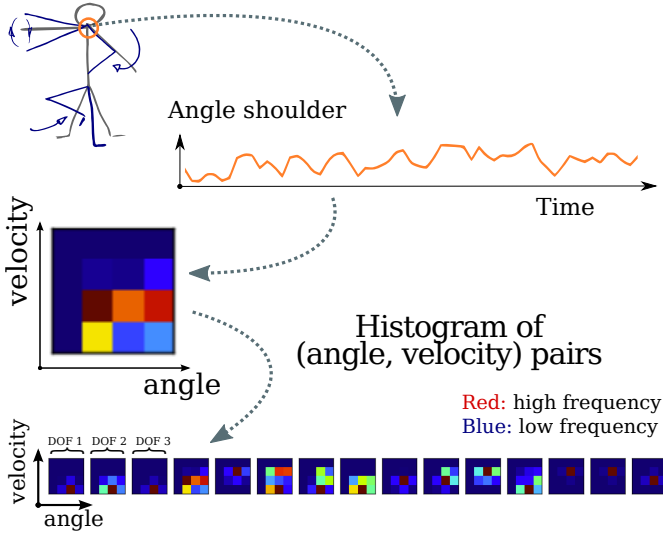 Angle shoulder
Time
velocity
angle
Histogram of
(angle, velocity) pairs
Red: high frequency
Blue: low frequency
DOF 1 DOF 2 DOF 3
velocity
angle